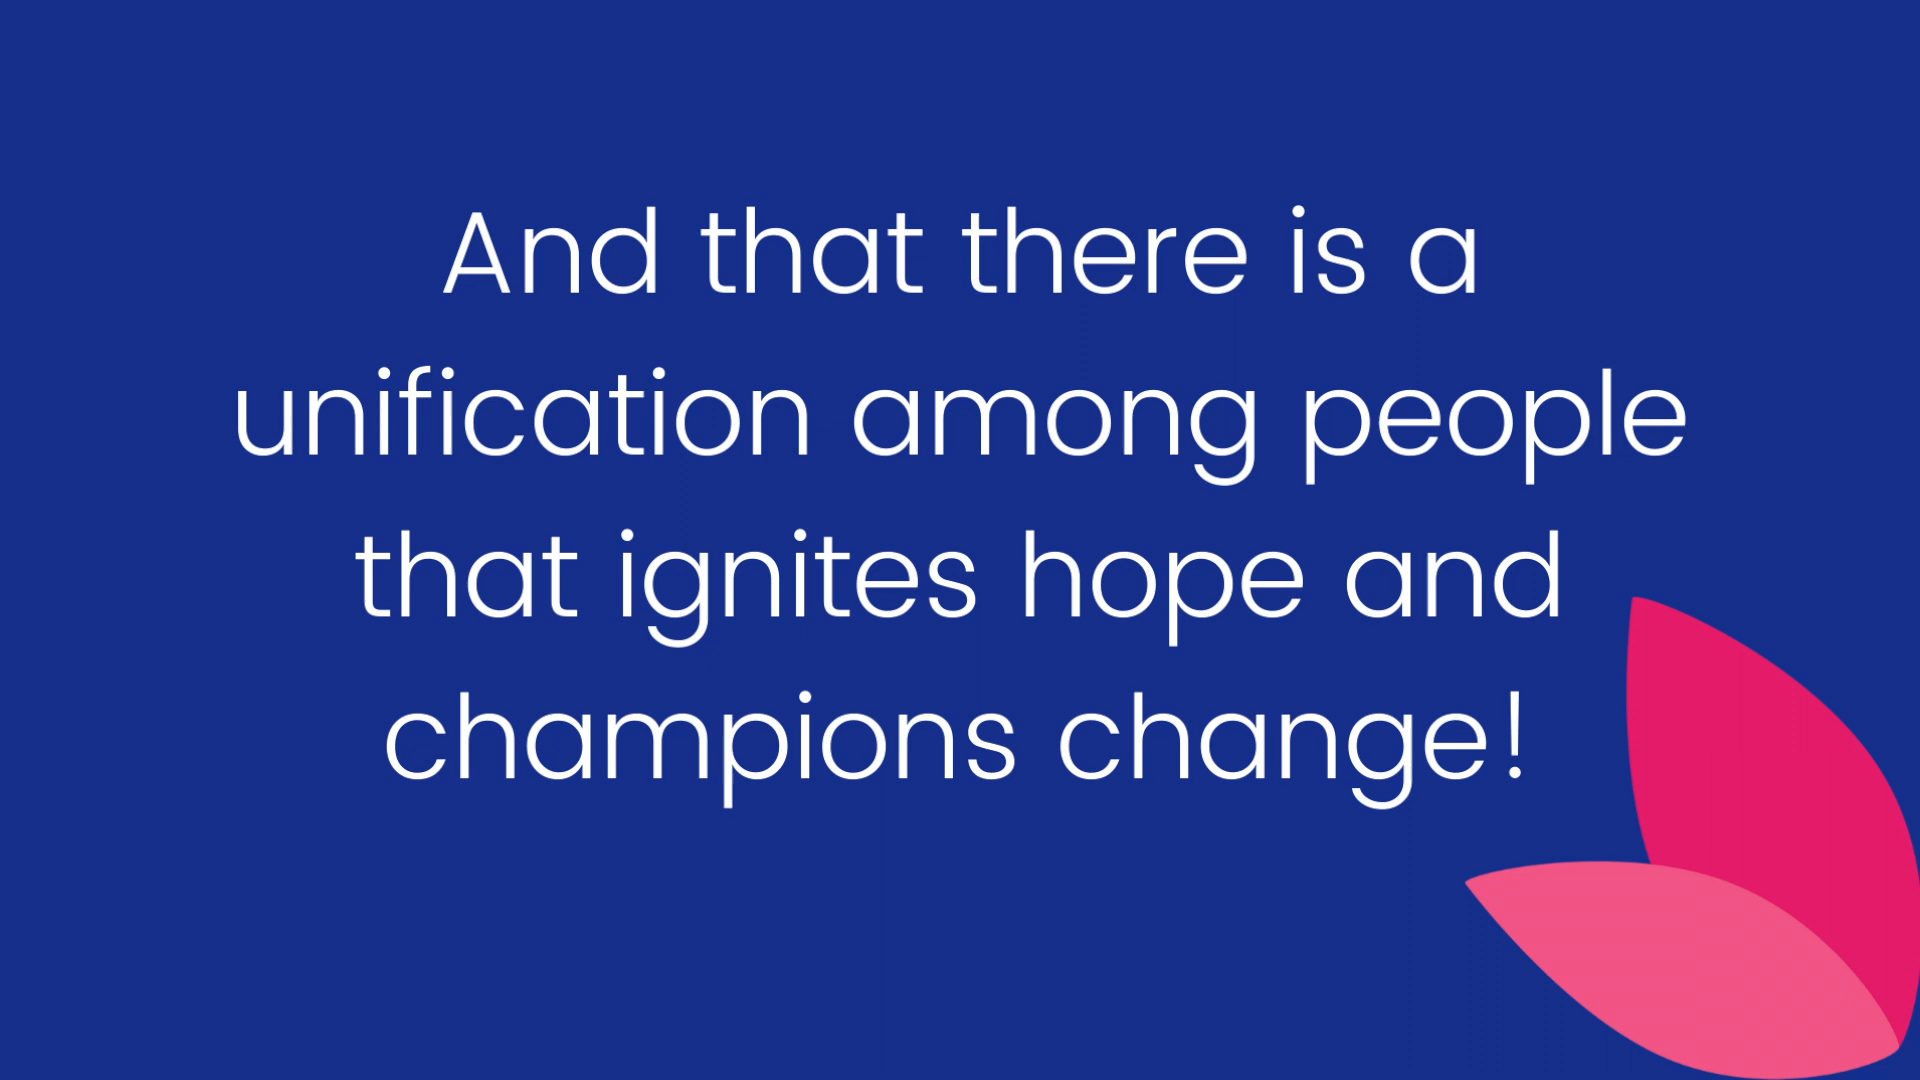 And that there is a
unification among people
that ignites hope and
champions change!